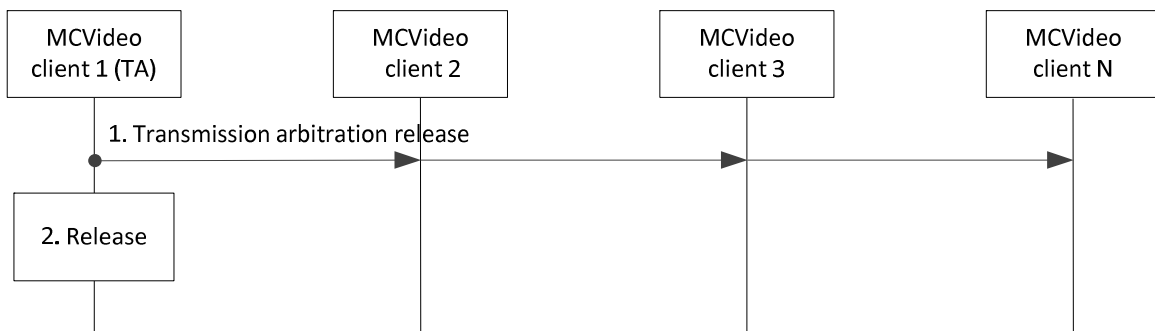 MCVideo
client 1 (TA)
MCVideo
client 2
MCVideo
client 3
MCVideo
client N
1. Transmission arbitration release
2. Release